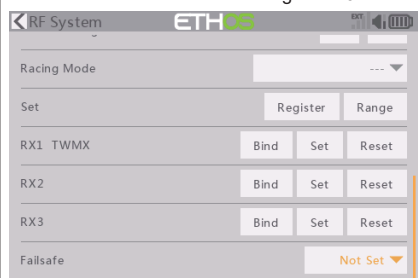 RF System ETHOS EXT
Racing Mode ---
Set Register Range
RX1 TWMX Bind Set Reset
RX2 Bind Set Reset
RX3 Bind Set Reset
Failsafe Not Set